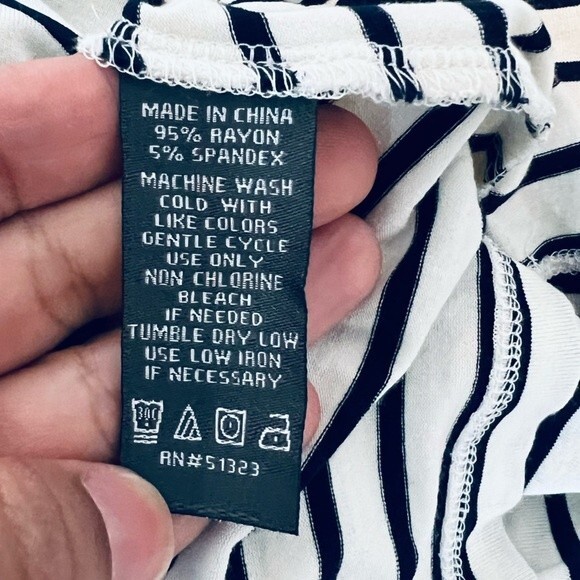 MADE IN CHINA
95% RAYON
5% SPANDEX
MACHINE WASH
COLD WITH
LIKE COLORS
GENTLE CYCLE
USE ONLY
NON CHLORINE
BLEACH
IF NEEDED
TUMBLE DRY LOW
USE LOW IRON
IF NECESSARY
30C
RN#51323